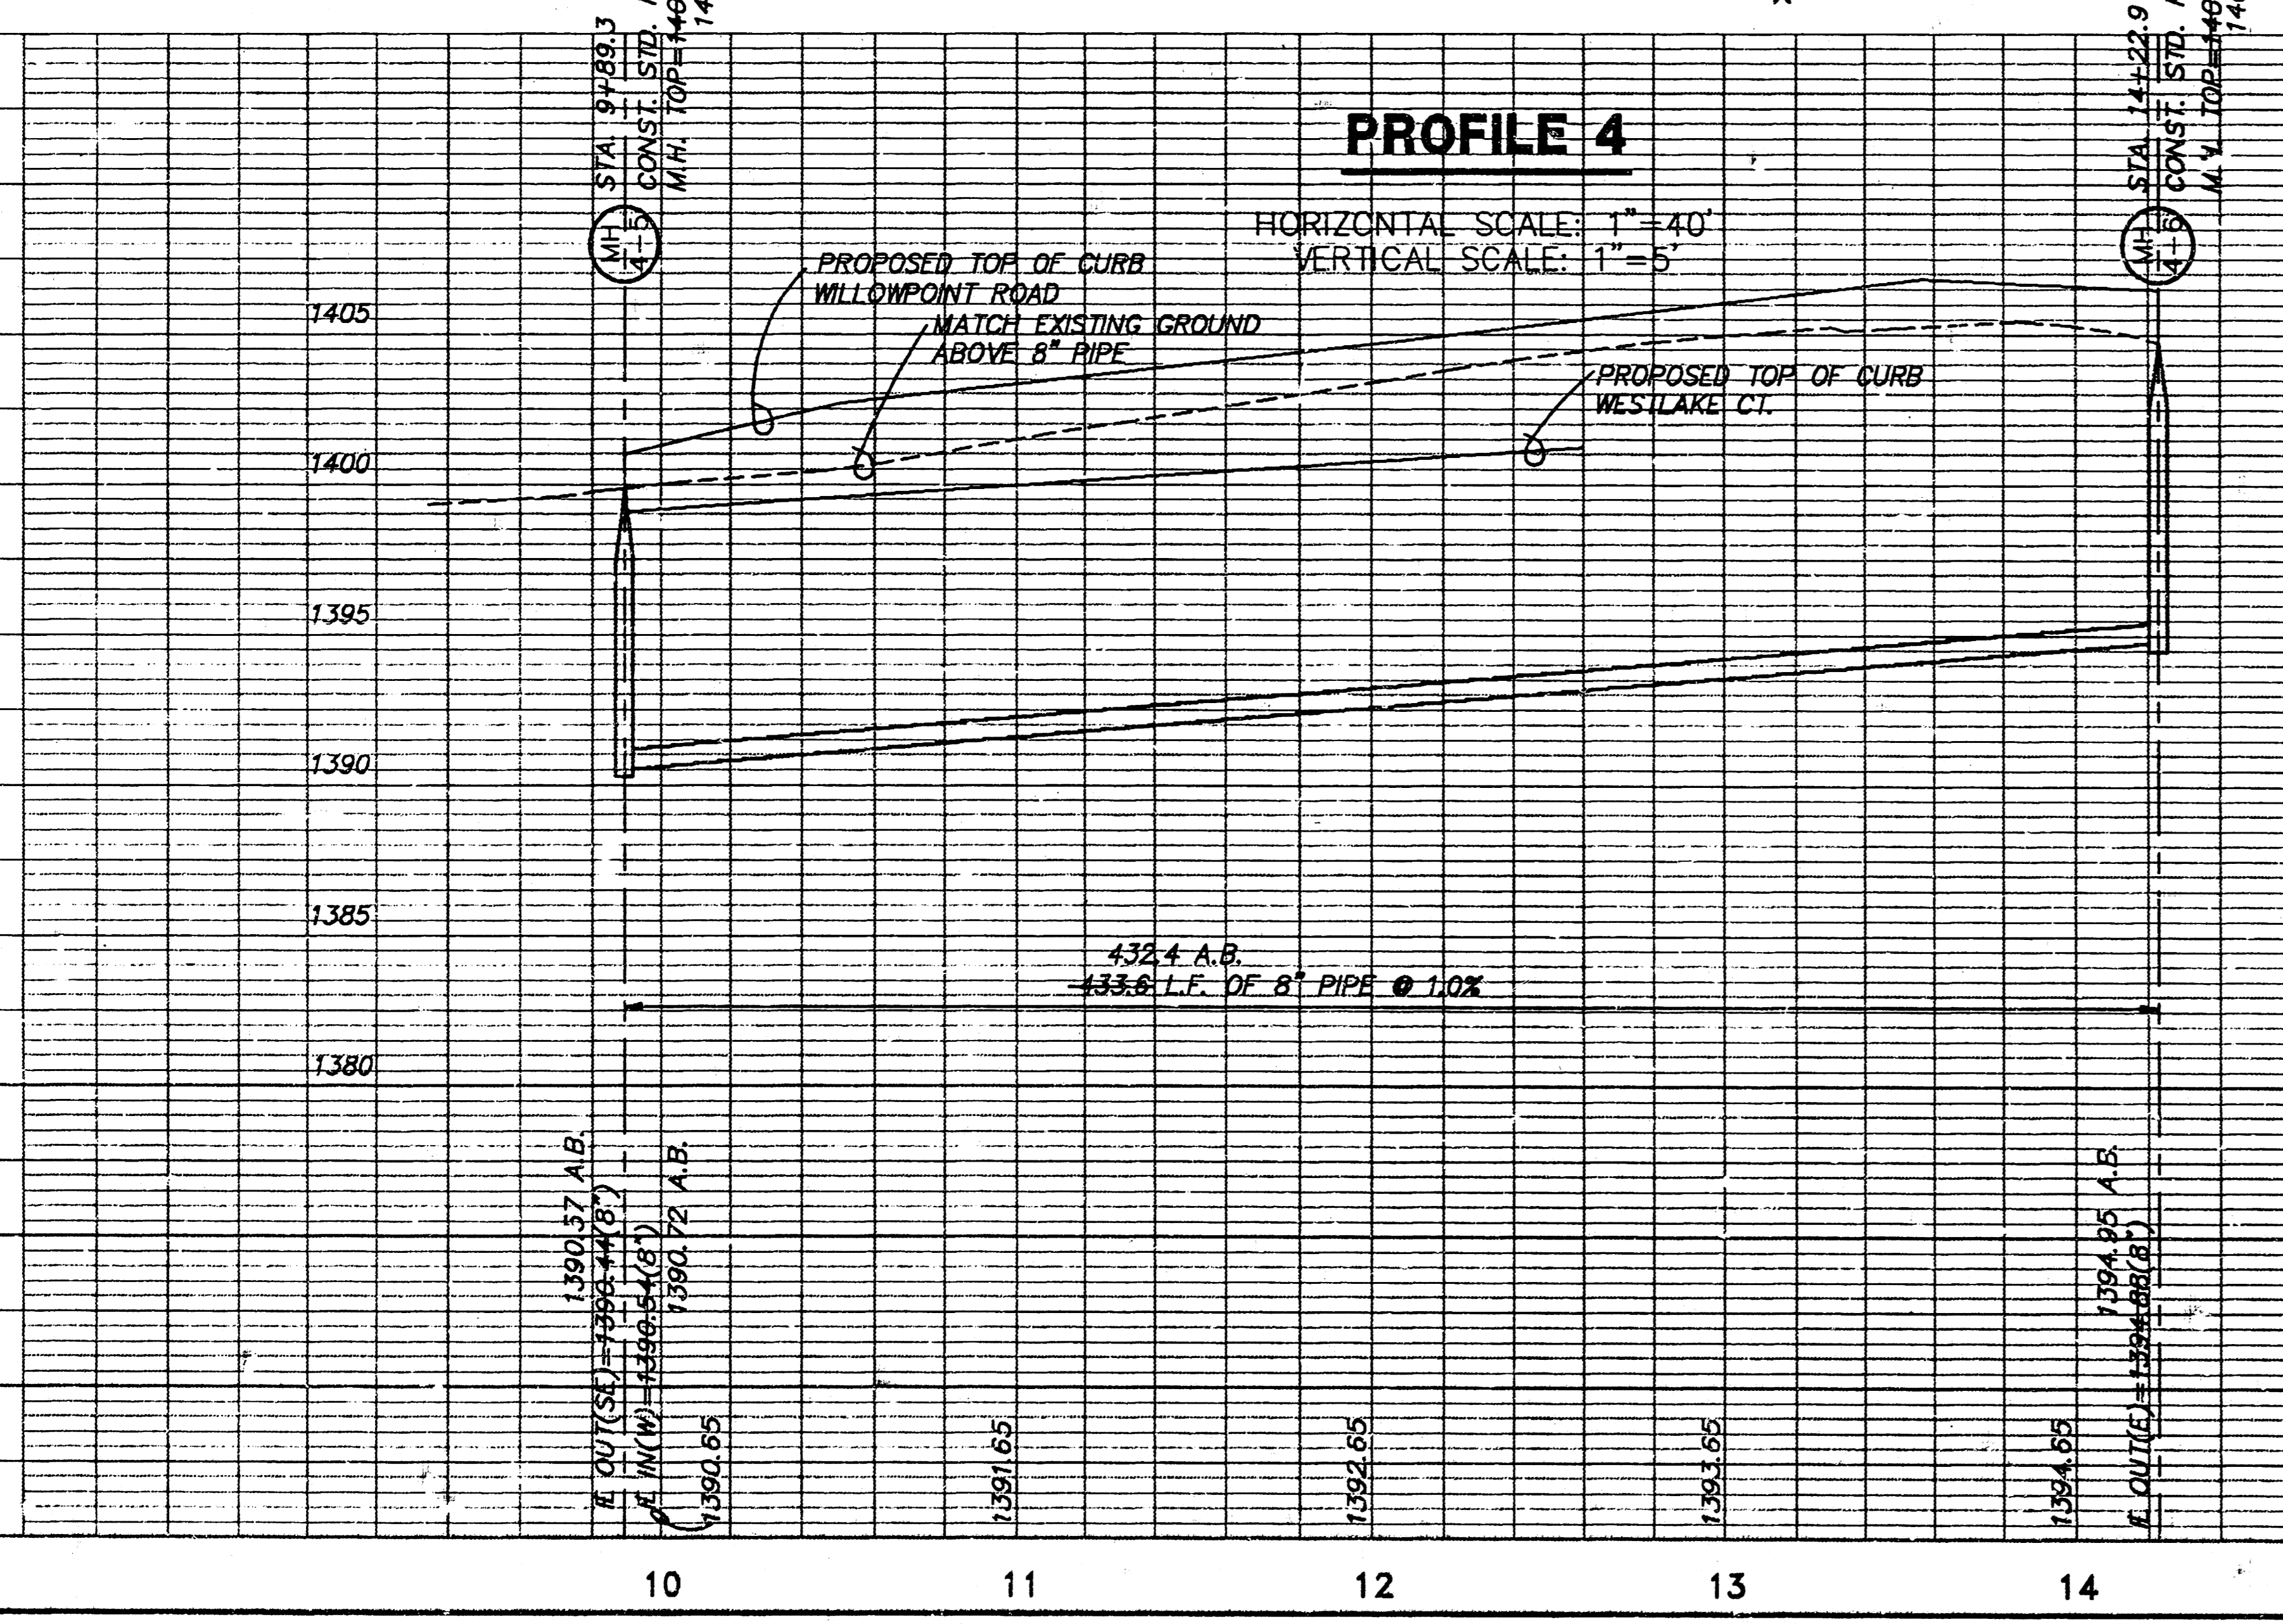 STA. 9+89.3
CONST. STD.
M.H. TOP=
MH
4-5
PROFILE 4
HORIZONTAL SCALE: 1"=40'
VERTICAL SCALE: 1"=5'
STA. 14+22.9
CONST. STD.
M.H. TOP=
MH
4-6
PROPOSED TOP OF CURB
WILLOWPOINT ROAD
MATCH EXISTING GROUND
ABOVE 8" PIPE
PROPOSED TOP OF CURB
WESTLAKE CT.
1405
1400
1395
1390
1385
1380
432.4 A.B.
433.6 L.F. OF 8" PIPE @ 1.0%
1390.37 A.B.
IE OUT(SE)=1390.44(8")
IE IN(W)=1390.54(8")
1390.72 A.B.
1390.65
1391.65
1392.65
1393.65
1394.65
1394.95 A.B.
IE OUT(E)=1394.88(8")
10 11 12 13 14